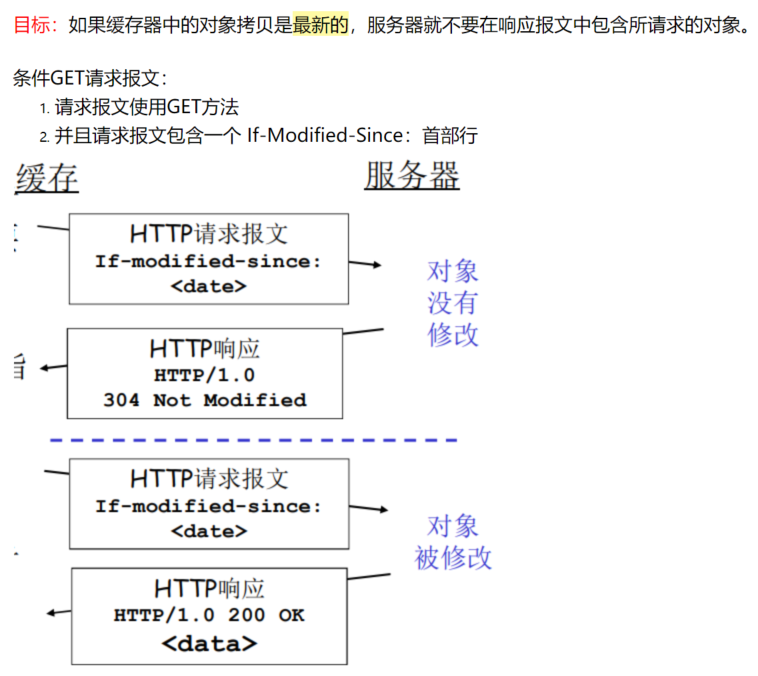 目标：如果缓存器中的对象拷贝是最新的，服务器就不要在响应报文中包含所请求的对象。
条件GET请求报文：
1. 请求报文使用GET方法
2. 并且请求报文包含一个 If-Modified-Since：首部行
缓存
服务器
HTTP请求报文
If-modified-since:
<date>
对象
没有
修改
HTTP响应
HTTP/1.0
304 Not Modified
HTTP请求报文
If-modified-since:
<date>
对象
被修改
HTTP响应
HTTP/1.0 200 OK
<data>